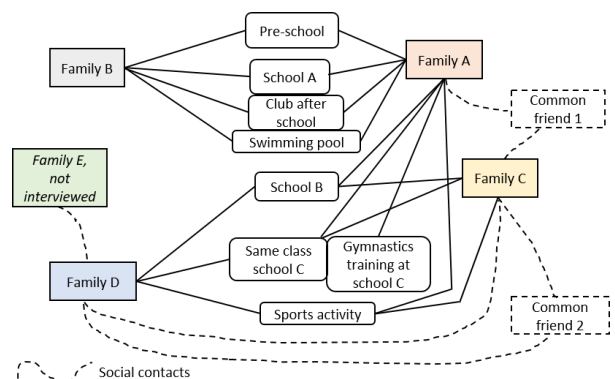 Pre-school
Family A
Family B
School A
Club after
school
Swimming pool
Common
friend 1
Family E,
not
interviewed
School B
Family C
Same class
school C
Gymnastics
training at
school C
Family D
Sports activity
Common
friend 2
Social contacts